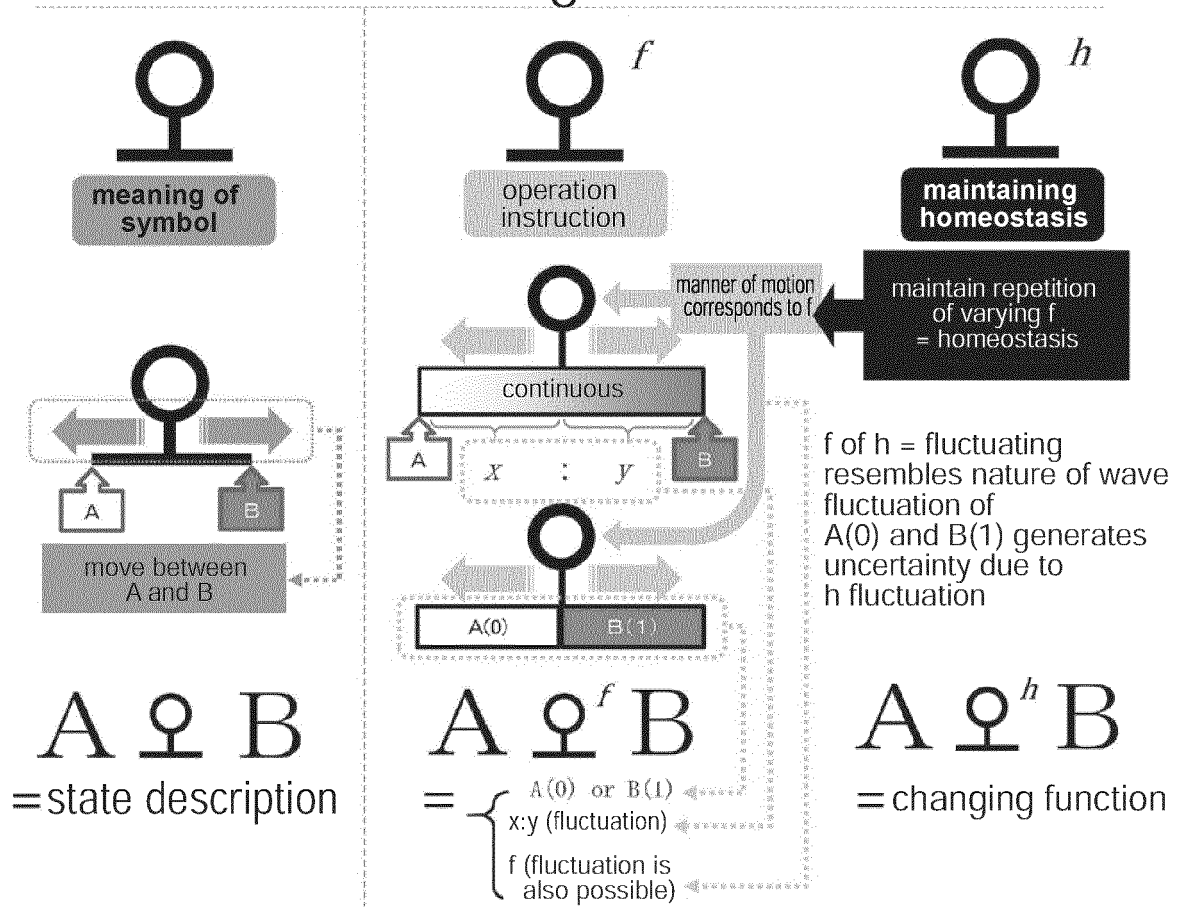 f
h
meaning of
symbol
operation
instruction
maintaining
homeostasis
manner of motion
corresponds to f
maintain repetition
of varying f
= homeostasis
continuous
A
x : y
B
A
B
move between
A and B
f of h = fluctuating
resembles nature of wave
fluctuation of
A(0) and B(1) generates
uncertainty due to
h fluctuation
A(0)
B(1)
A B
= state description
A f B
=
A(0) or B(1)
x:y (fluctuation)
f (fluctuation is
also possible)
A h B
= changing function